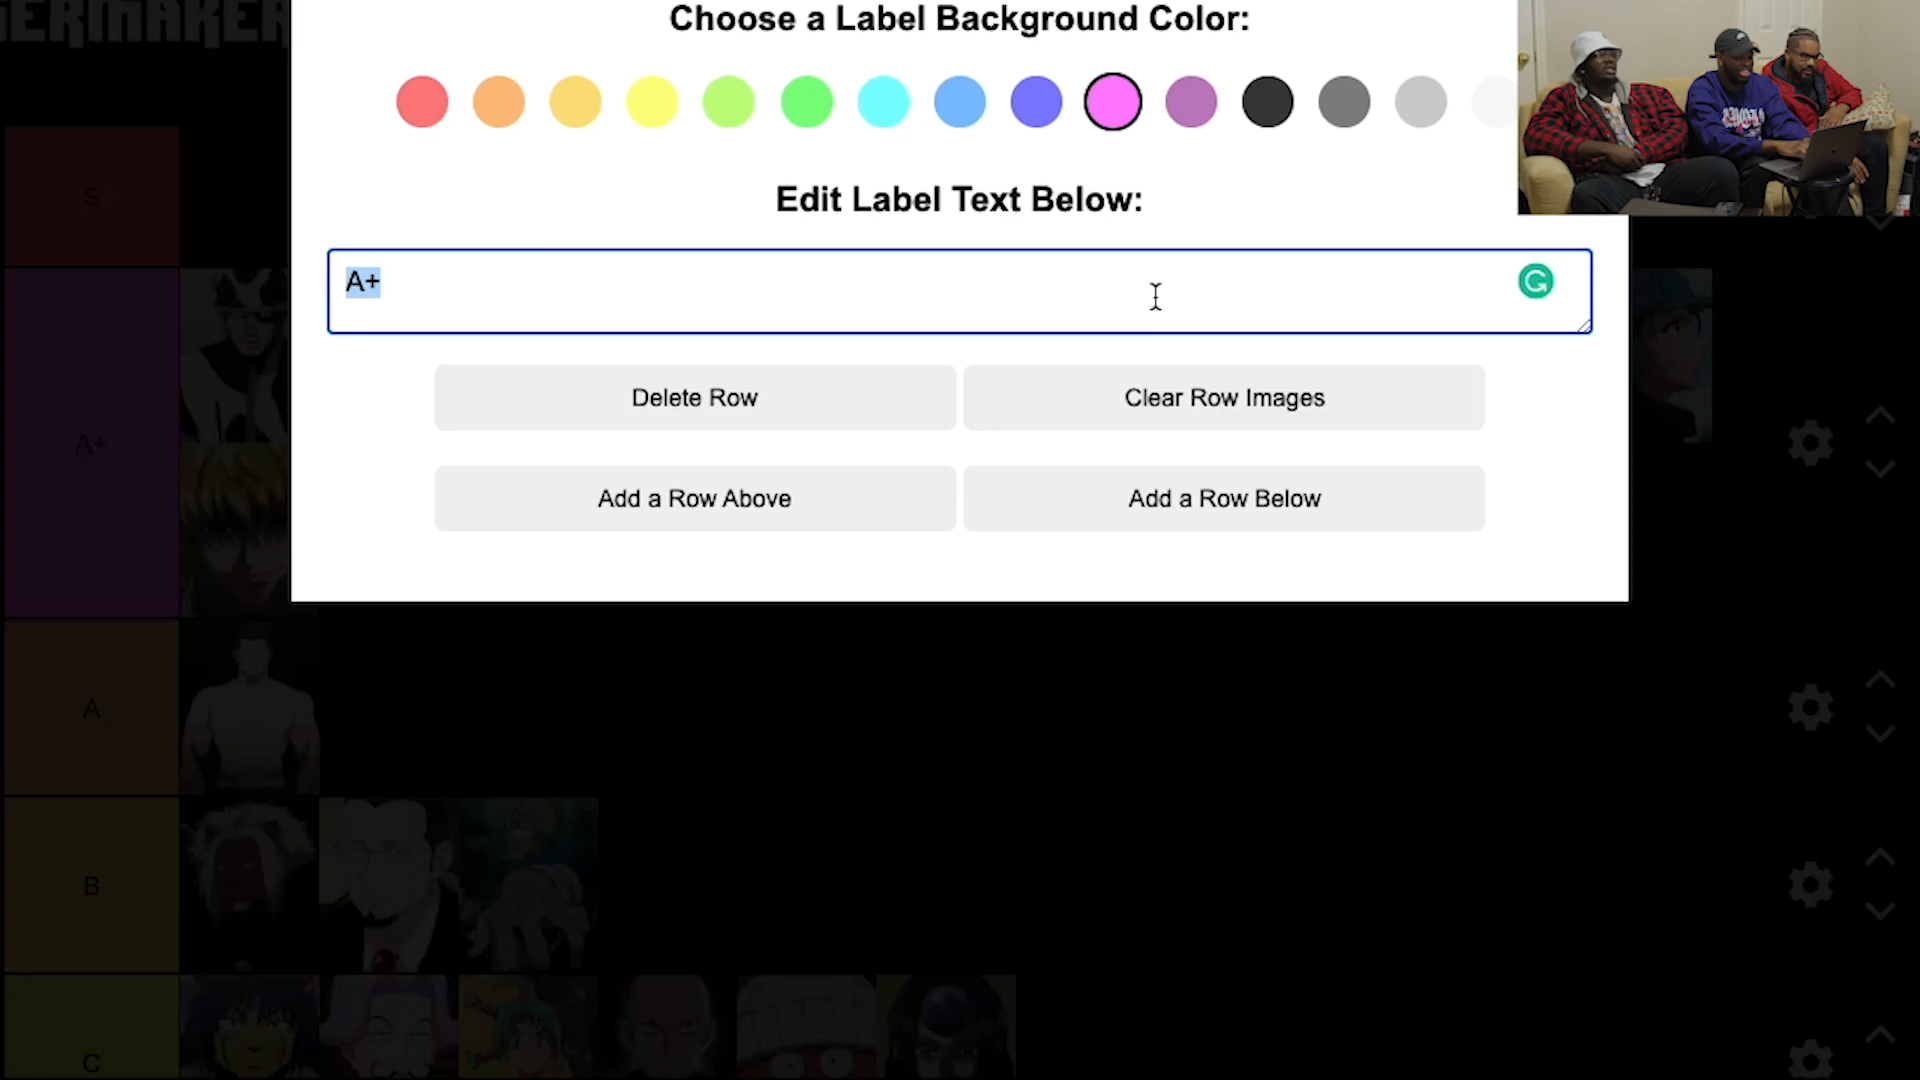 Choose a Label Background Color:
Edit Label Text Below:
A+
Delete Row
Clear Row Images
Add a Row Above
Add a Row Below
S
A+
A
B
C